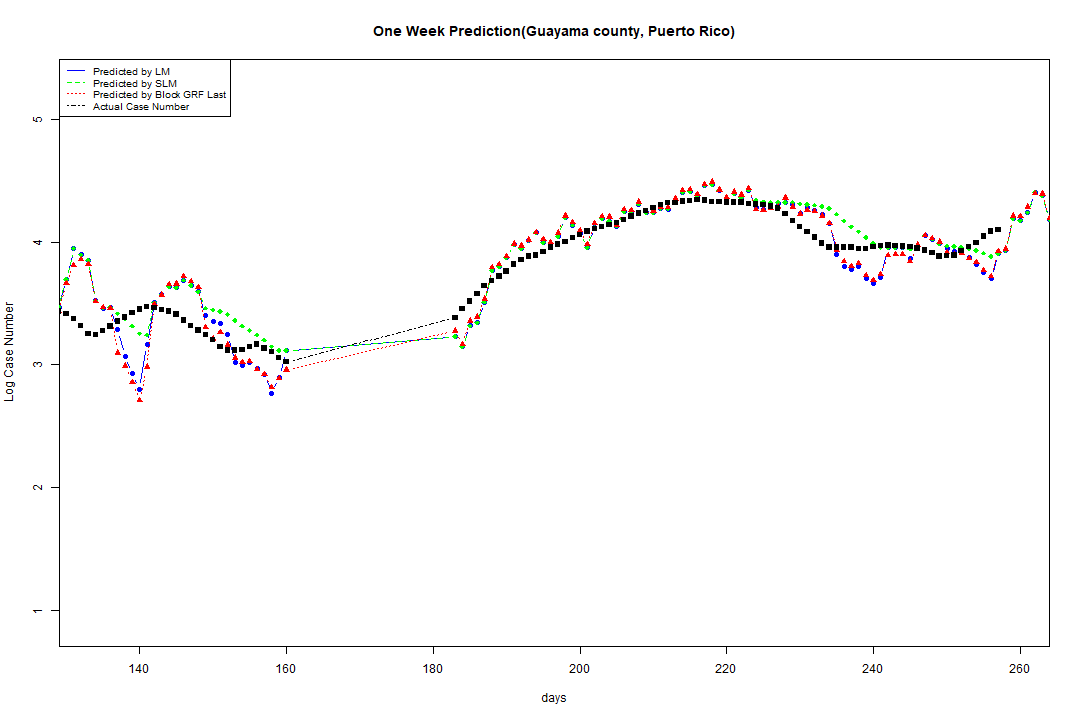 One Week Prediction(Guayama county, Puerto Rico)
Predicted by LM
Predicted by SLM
Predicted by Block GRF Last
Actual Case Number
5
4
3
2
1
Log Case Number
140 160 180 200 220 240 260
days